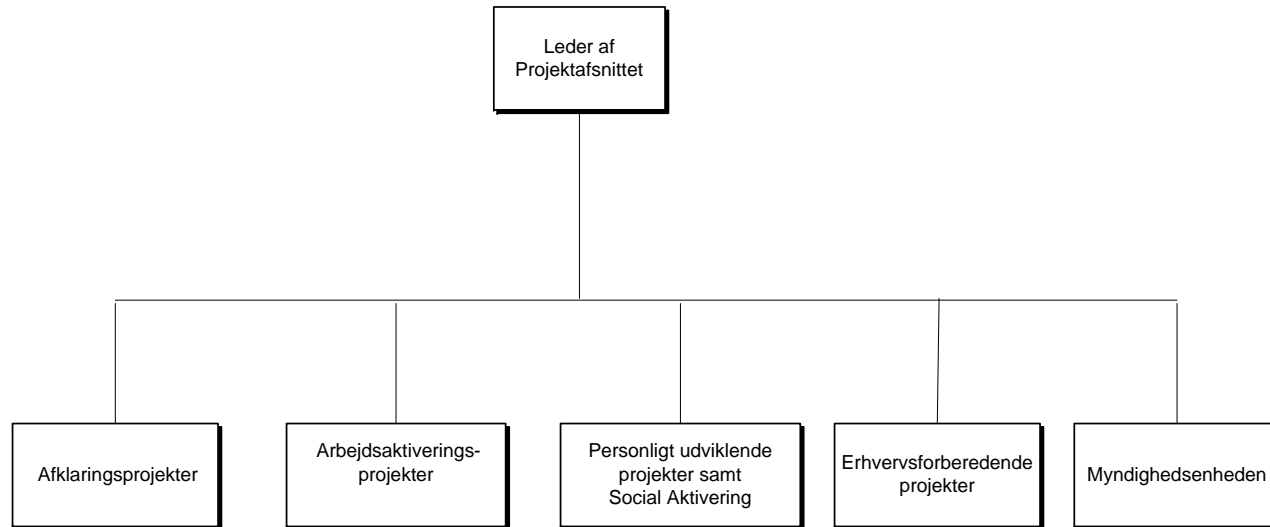 Leder af
Projektafsnittet
Afklaringsprojekter
Arbejdsaktiverings-
projekter
Personligt udviklende
projekter samt
Social Aktivering
Erhvervsforberedende
projekter
Myndighedsenheden